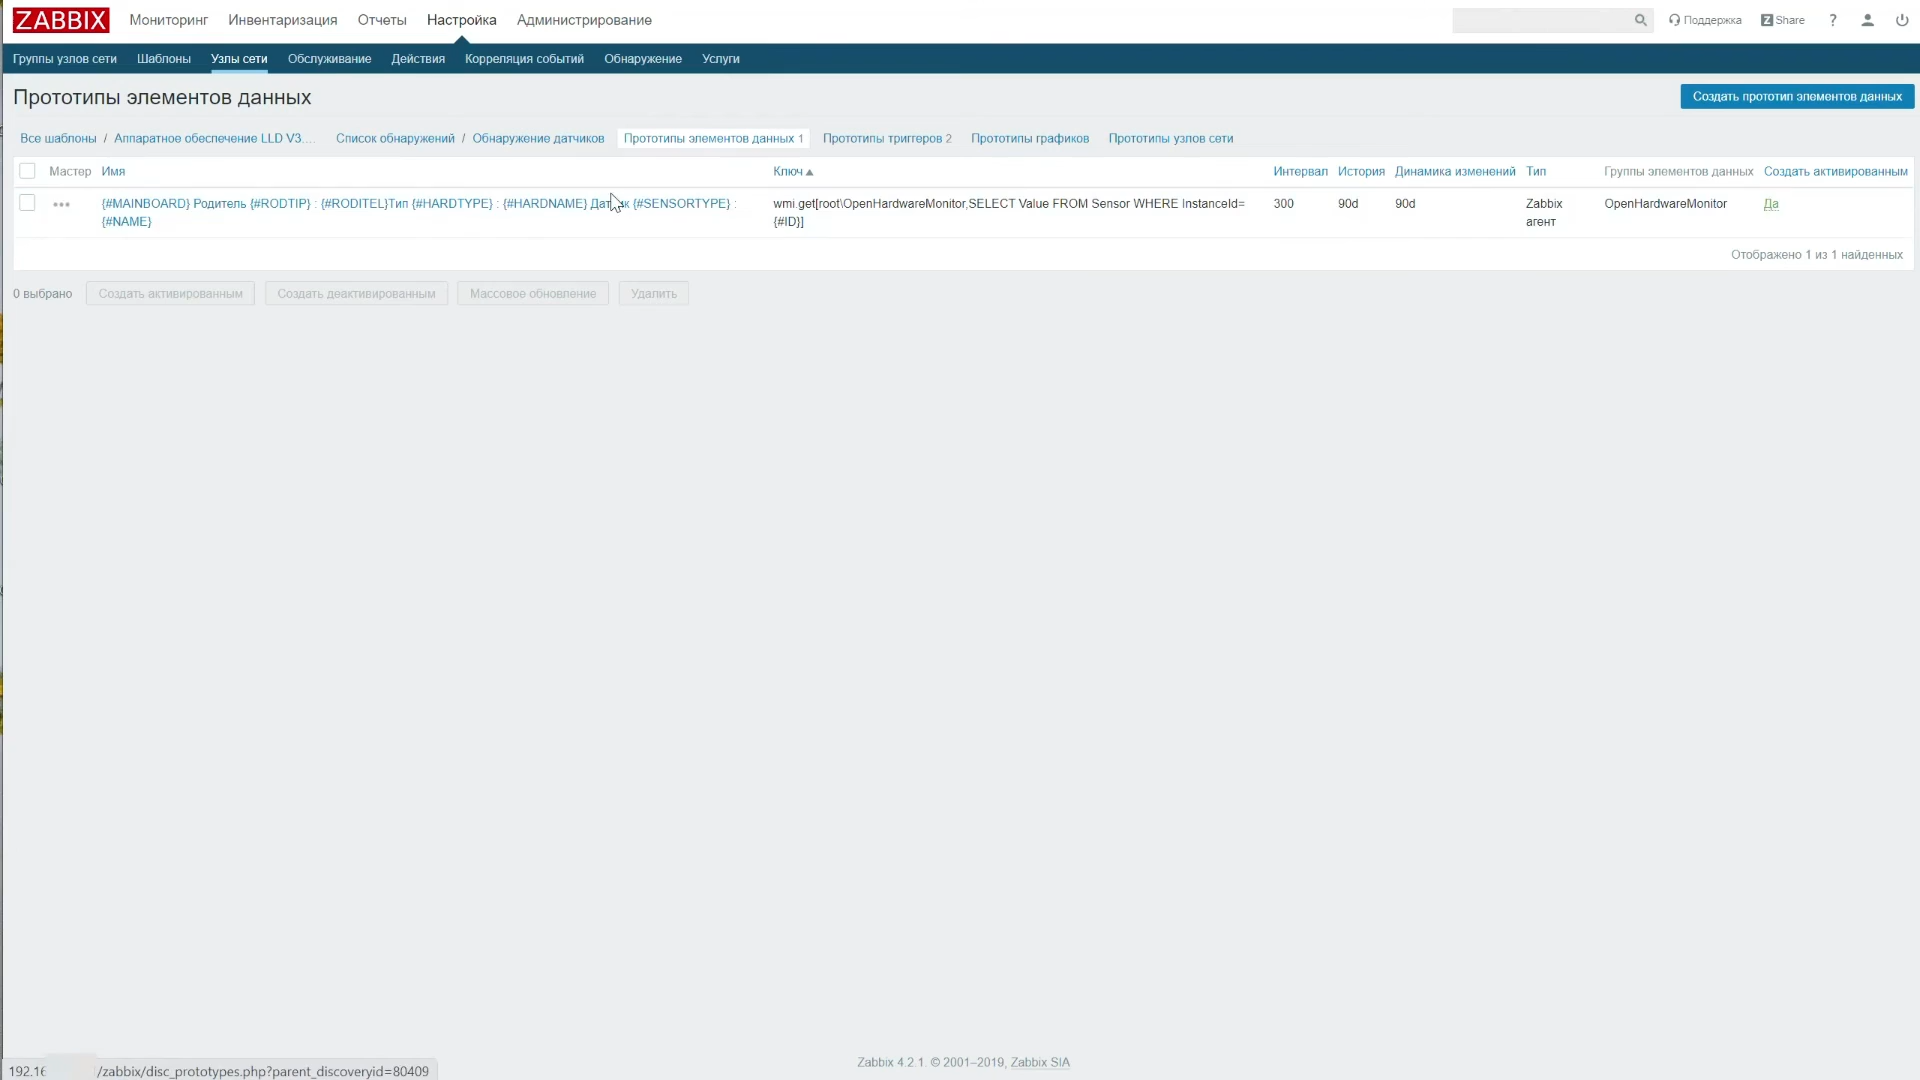 ZABBIX Мониторинг Инвентаризация Отчеты Настройка Администрирование Поддержка Z Share ?
Группы узлов сети Шаблоны Узлы сети Обслуживание Действия Корреляция событий Обнаружение Услуги
Прототипы элементов данных Создать прототип элементов данных
Все шаблоны / Аппаратное обеспечение LLD V3.... Список обнаружений / Обнаружение датчиков Прототипы элементов данных 1 Прототипы триггеров 2 Прототипы графиков Прототипы узлов сети
Мастер Имя Ключ Интервал История Динамика изменений Тип Группы элементов данных Создать активированным
{#MAINBOARD} Родитель {#RODTIP} : {#RODITEL}Тип {#HARDTYPE} : {#HARDNAME} Датчик {#SENSORTYPE} : wmi.get[root\OpenHardwareMonitor,SELECT Value FROM Sensor WHERE InstanceId= 300 90d 90d Zabbix OpenHardwareMonitor Да
{#NAME} {#ID}] агент
Отображено 1 из 1 найденных
0 выбрано Создать активированным Создать деактивированным Массовое обновление Удалить
Zabbix 4.2.1. © 2001–2019, Zabbix SIA
192.16 /zabbix/disc_prototypes.php?parent_discoveryid=80409